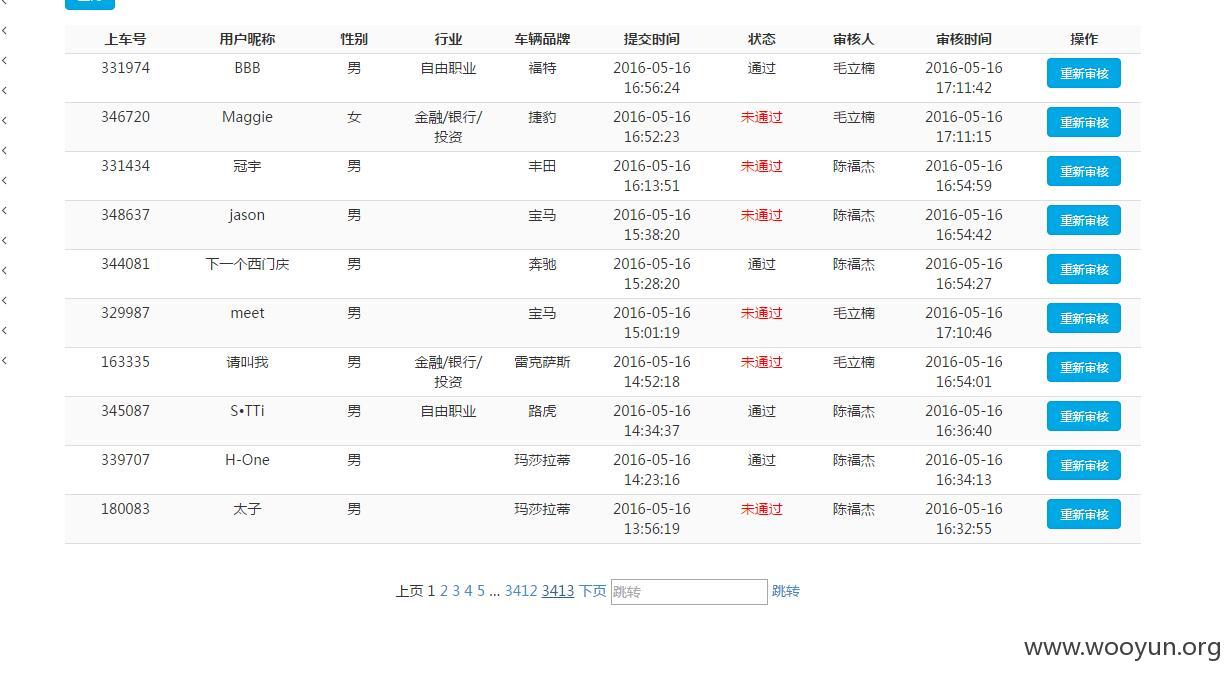 上车号 用户昵称 性别 行业 车辆品牌 提交时间 状态 审核人 审核时间 操作
331974 BBB 男 自由职业 福特 2016-05-16 通过 毛立楠 2016-05-16 重新审核
16:56:24 17:11:42
346720 Maggie 女 金融/银行/ 捷豹 2016-05-16 未通过 毛立楠 2016-05-16 重新审核
投资 16:52:23 17:11:15
331434 冠宇 男 丰田 2016-05-16 未通过 陈福杰 2016-05-16 重新审核
16:13:51 16:54:59
348637 jason 男 宝马 2016-05-16 未通过 陈福杰 2016-05-16 重新审核
15:38:20 16:54:42
344081 下一个西门庆 男 奔驰 2016-05-16 通过 陈福杰 2016-05-16 重新审核
15:28:20 16:54:27
329987 meet 男 宝马 2016-05-16 未通过 毛立楠 2016-05-16 重新审核
15:01:19 17:10:46
163335 请叫我 男 金融/银行/ 雷克萨斯 2016-05-16 未通过 毛立楠 2016-05-16 重新审核
投资 14:52:18 16:54:01
345087 S•TTi 男 自由职业 路虎 2016-05-16 通过 陈福杰 2016-05-16 重新审核
14:34:37 16:36:40
339707 H-One 男 玛莎拉蒂 2016-05-16 通过 陈福杰 2016-05-16 重新审核
14:23:16 16:34:13
180083 太子 男 玛莎拉蒂 2016-05-16 未通过 陈福杰 2016-05-16 重新审核
13:56:19 16:32:55
上页 1 2 3 4 5 ... 3412 3413 下页 跳转 跳转
www.wooyun.org